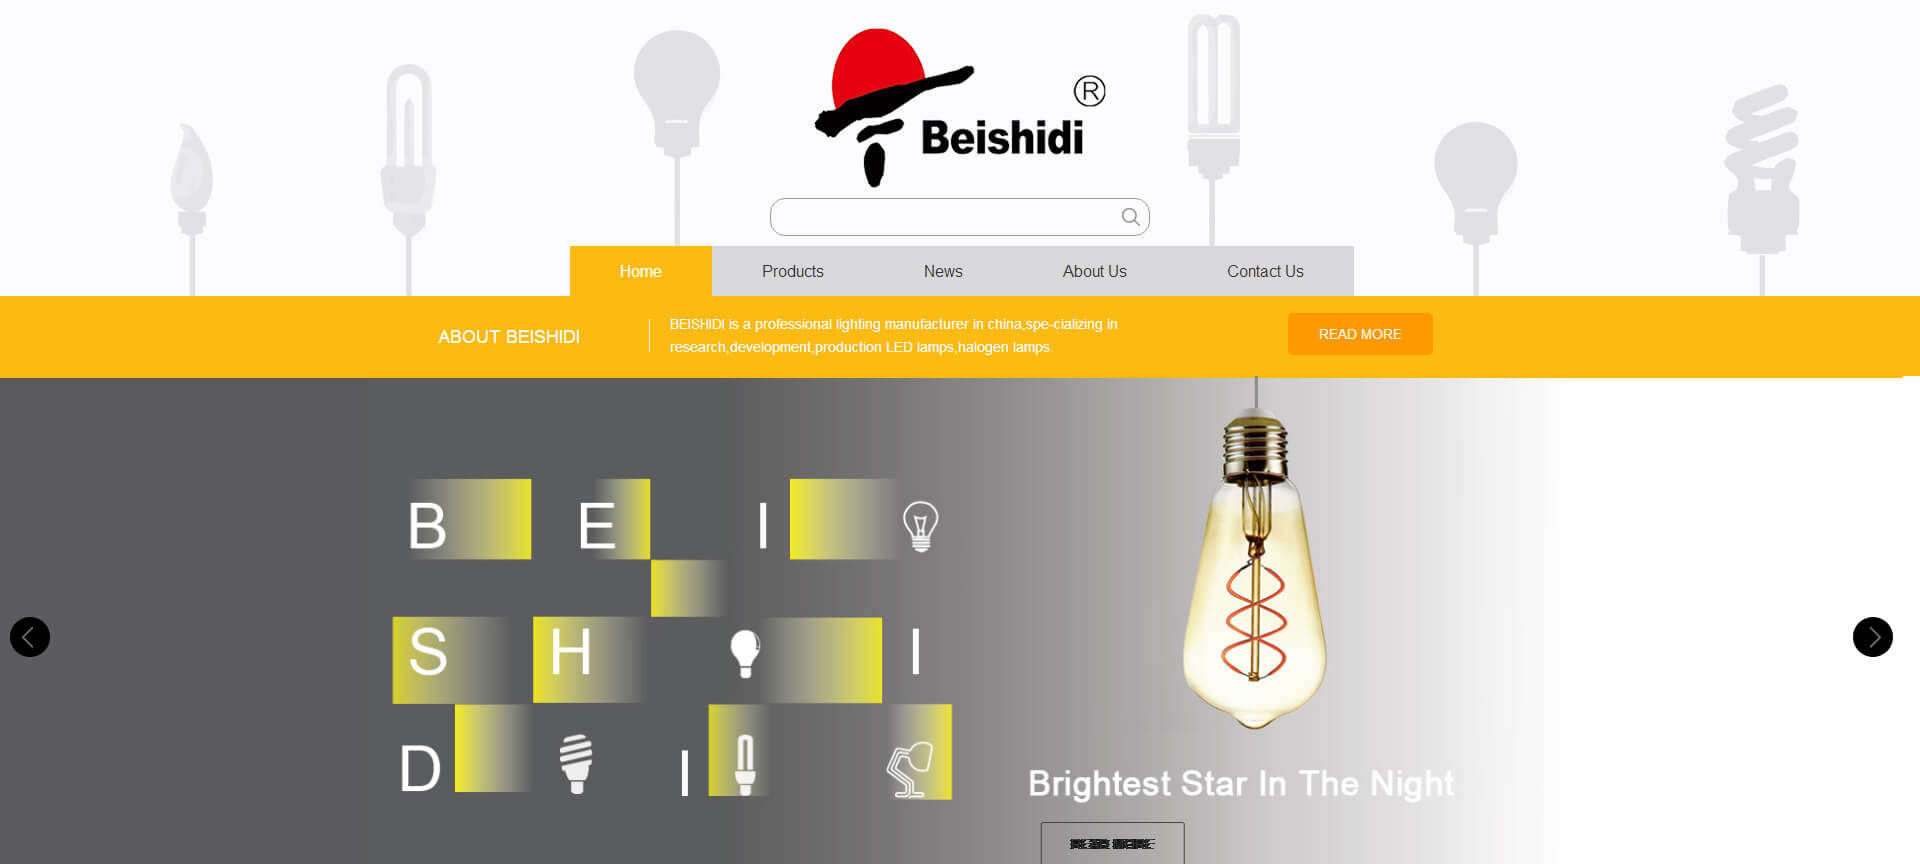 Beishidi ®
Home Products News About Us Contact Us
ABOUT BEISHIDI
BEISHIDI is a professional lighting manufacturer in china,spe-cializing in
research,development,production LED lamps,halogen lamps.
READ MORE
B E I
S H I
D I
Brightest Star In The Night